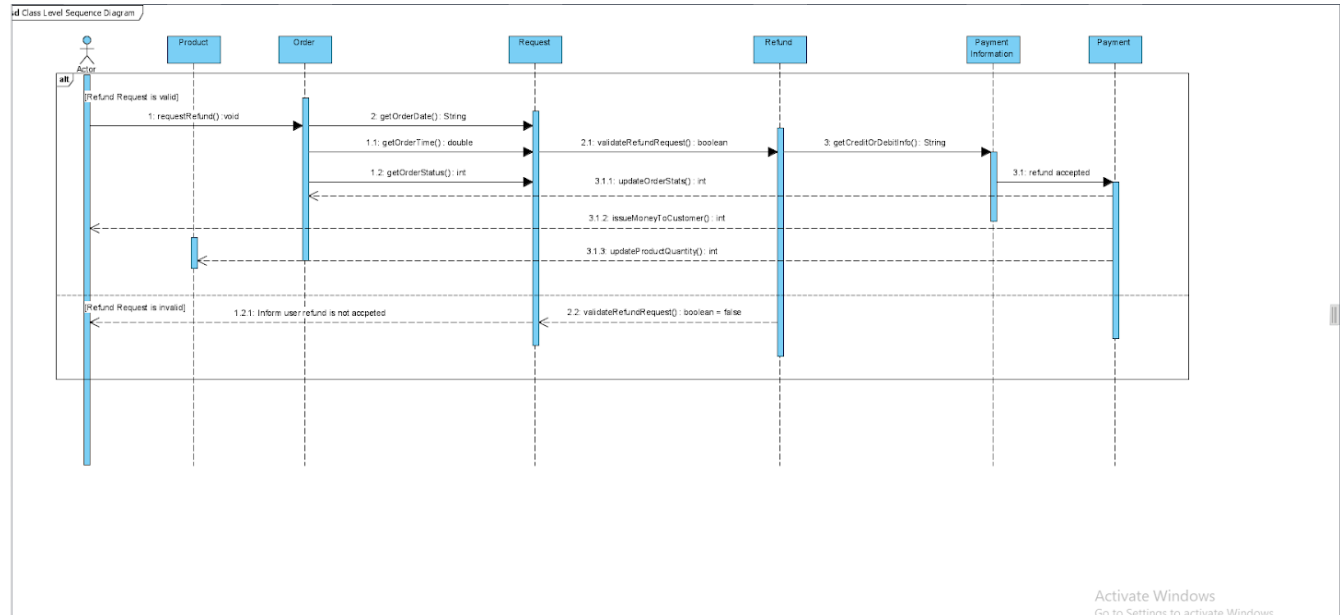 sd Class Level Sequence Diagram
Actor
Product
Order
Request
Refund
Payment
Information
Payment
alt
[Refund Request is valid]
1: requestRefund() :void
2: getOrderDate() : String
1.1: getOrderTime() : double
2.1: validateRefundRequest() : boolean
3: getCreditOrDebitInfo() : String
1.2: getOrderStatus() : int
3.1.1: updateOrderStats() : int
3.1: refund accepted
3.1.2: issueMoneyToCustomer() : int
3.1.3: updateProductQuantity() : int
[Refund Request is invalid]
1.2.1: Inform user refund is not accpeted
2.2: validateRefundRequest() : boolean = false
Activate Windows
Go to Settings to activate Windows